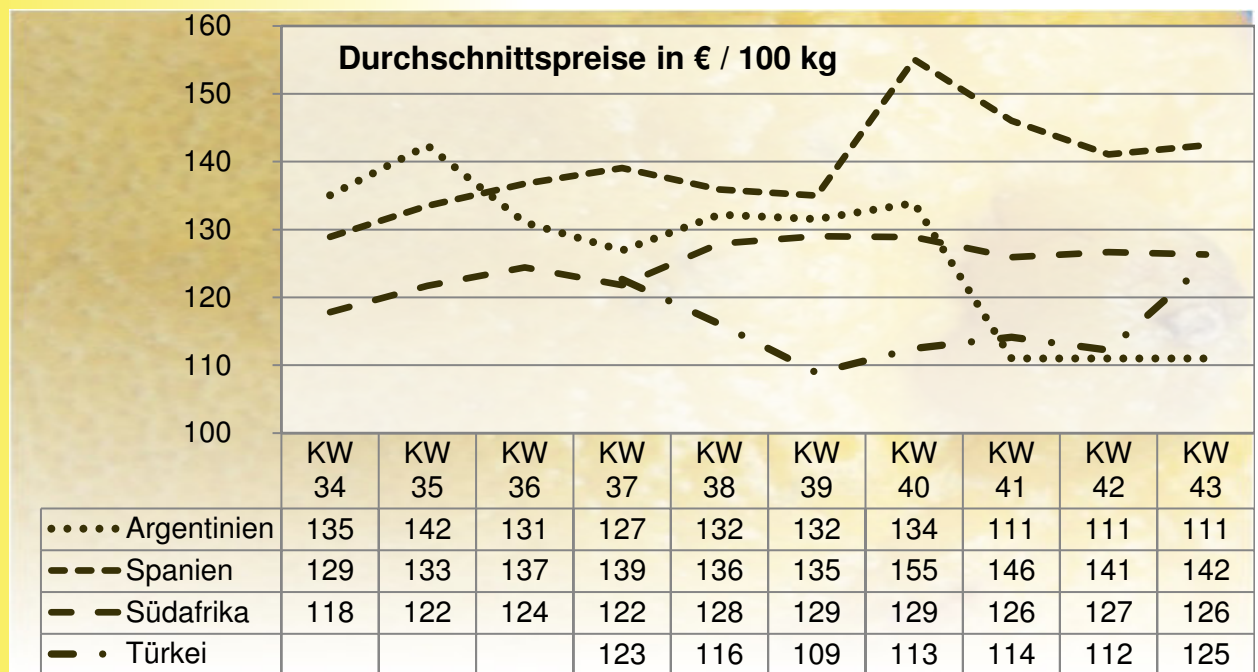 160
Durchschnittspreise in € / 100 kg
150
140
130
120
110
100
KW 34 KW 35 KW 36 KW 37 KW 38 KW 39 KW 40 KW 41 KW 42 KW 43
Argentinien 135 142 131 127 132 132 134 111 111 111
Spanien 129 133 137 139 136 135 155 146 141 142
Südafrika 118 122 124 122 128 129 129 126 127 126
Türkei 123 116 109 113 114 112 125